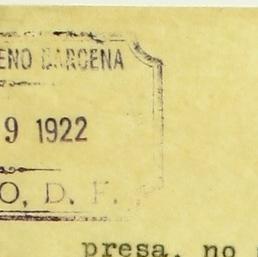 ENO BARCENA
9 1922
O, D. F.
presa, no